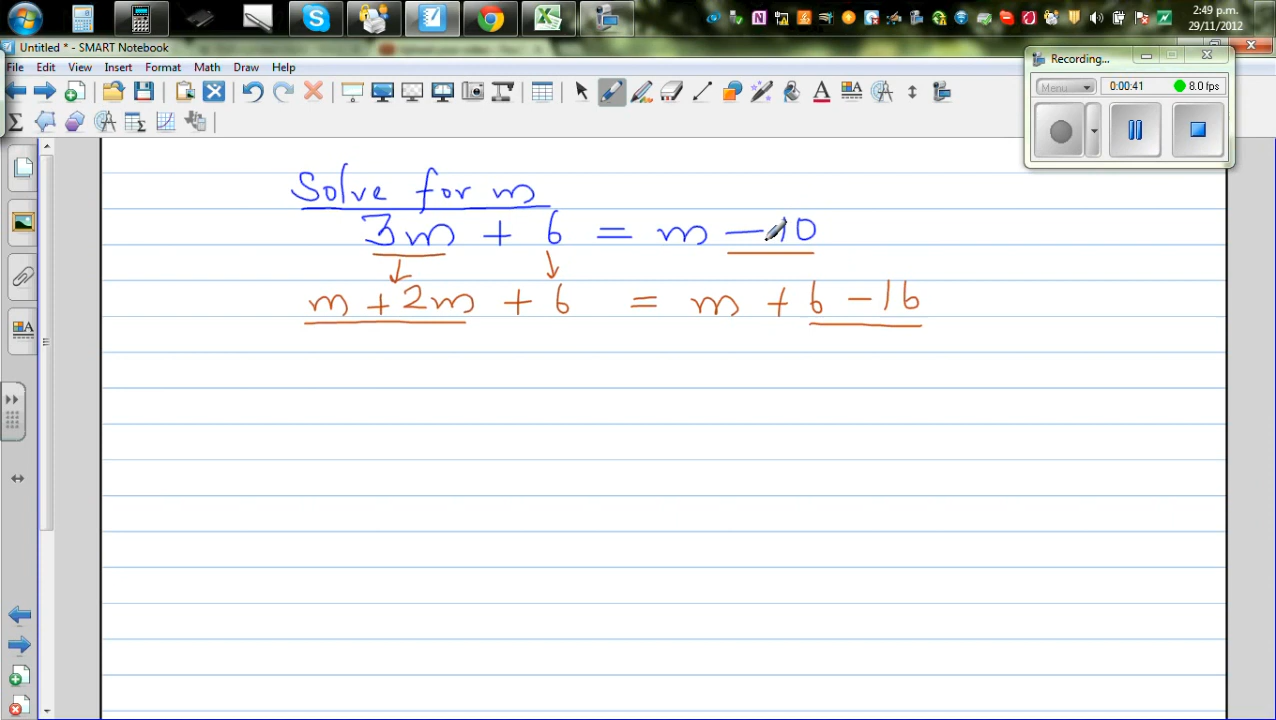 2:49 p.m.
29/11/2012
Untitled * - SMART Notebook
File Edit View Insert Format Math Draw Help
Recording...
Menu 0:00:41 8.0 fps
Solve for m
3m + 6 = m - 10
m + 2m + 6 = m + 6 - 16